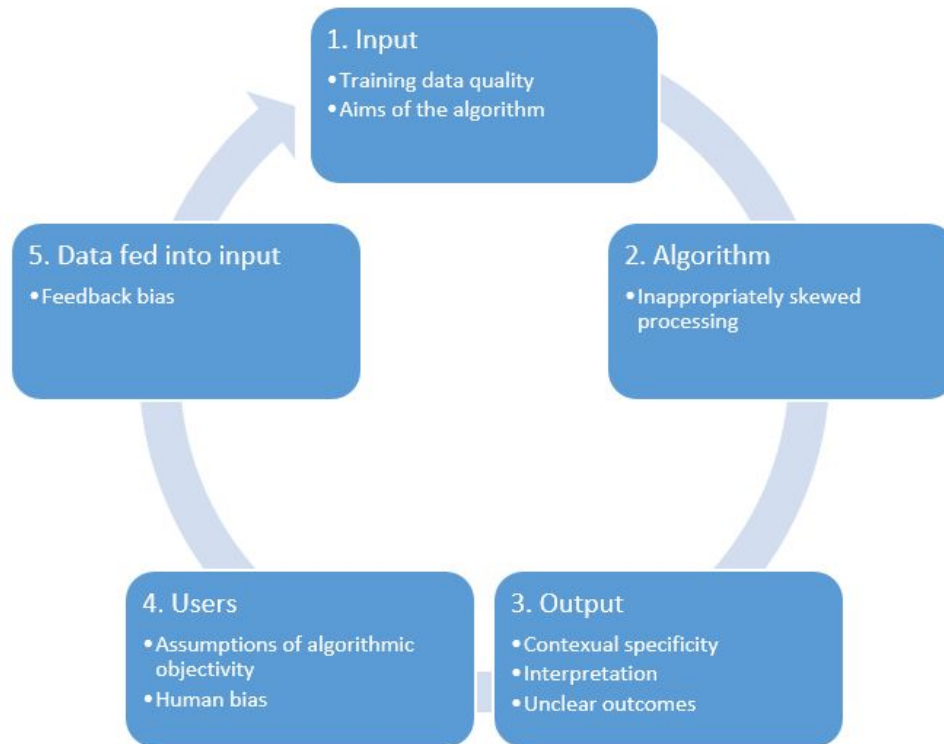 1. Input
•Training data quality
•Aims of the algorithm
2. Algorithm
•Inappropriately skewed
processing
3. Output
•Contexual specificity
•Interpretation
•Unclear outcomes
4. Users
•Assumptions of algorithmic
objectivity
•Human bias
5. Data fed into input
•Feedback bias